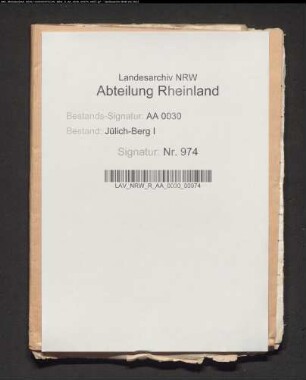 Landesarchiv NRW
Abteilung Rheinland
Bestands-Signatur: AA 0030
Bestand: Jülich-Berg I
Signatur: Nr. 974
LAV_NRW_R_AA_0030_00974